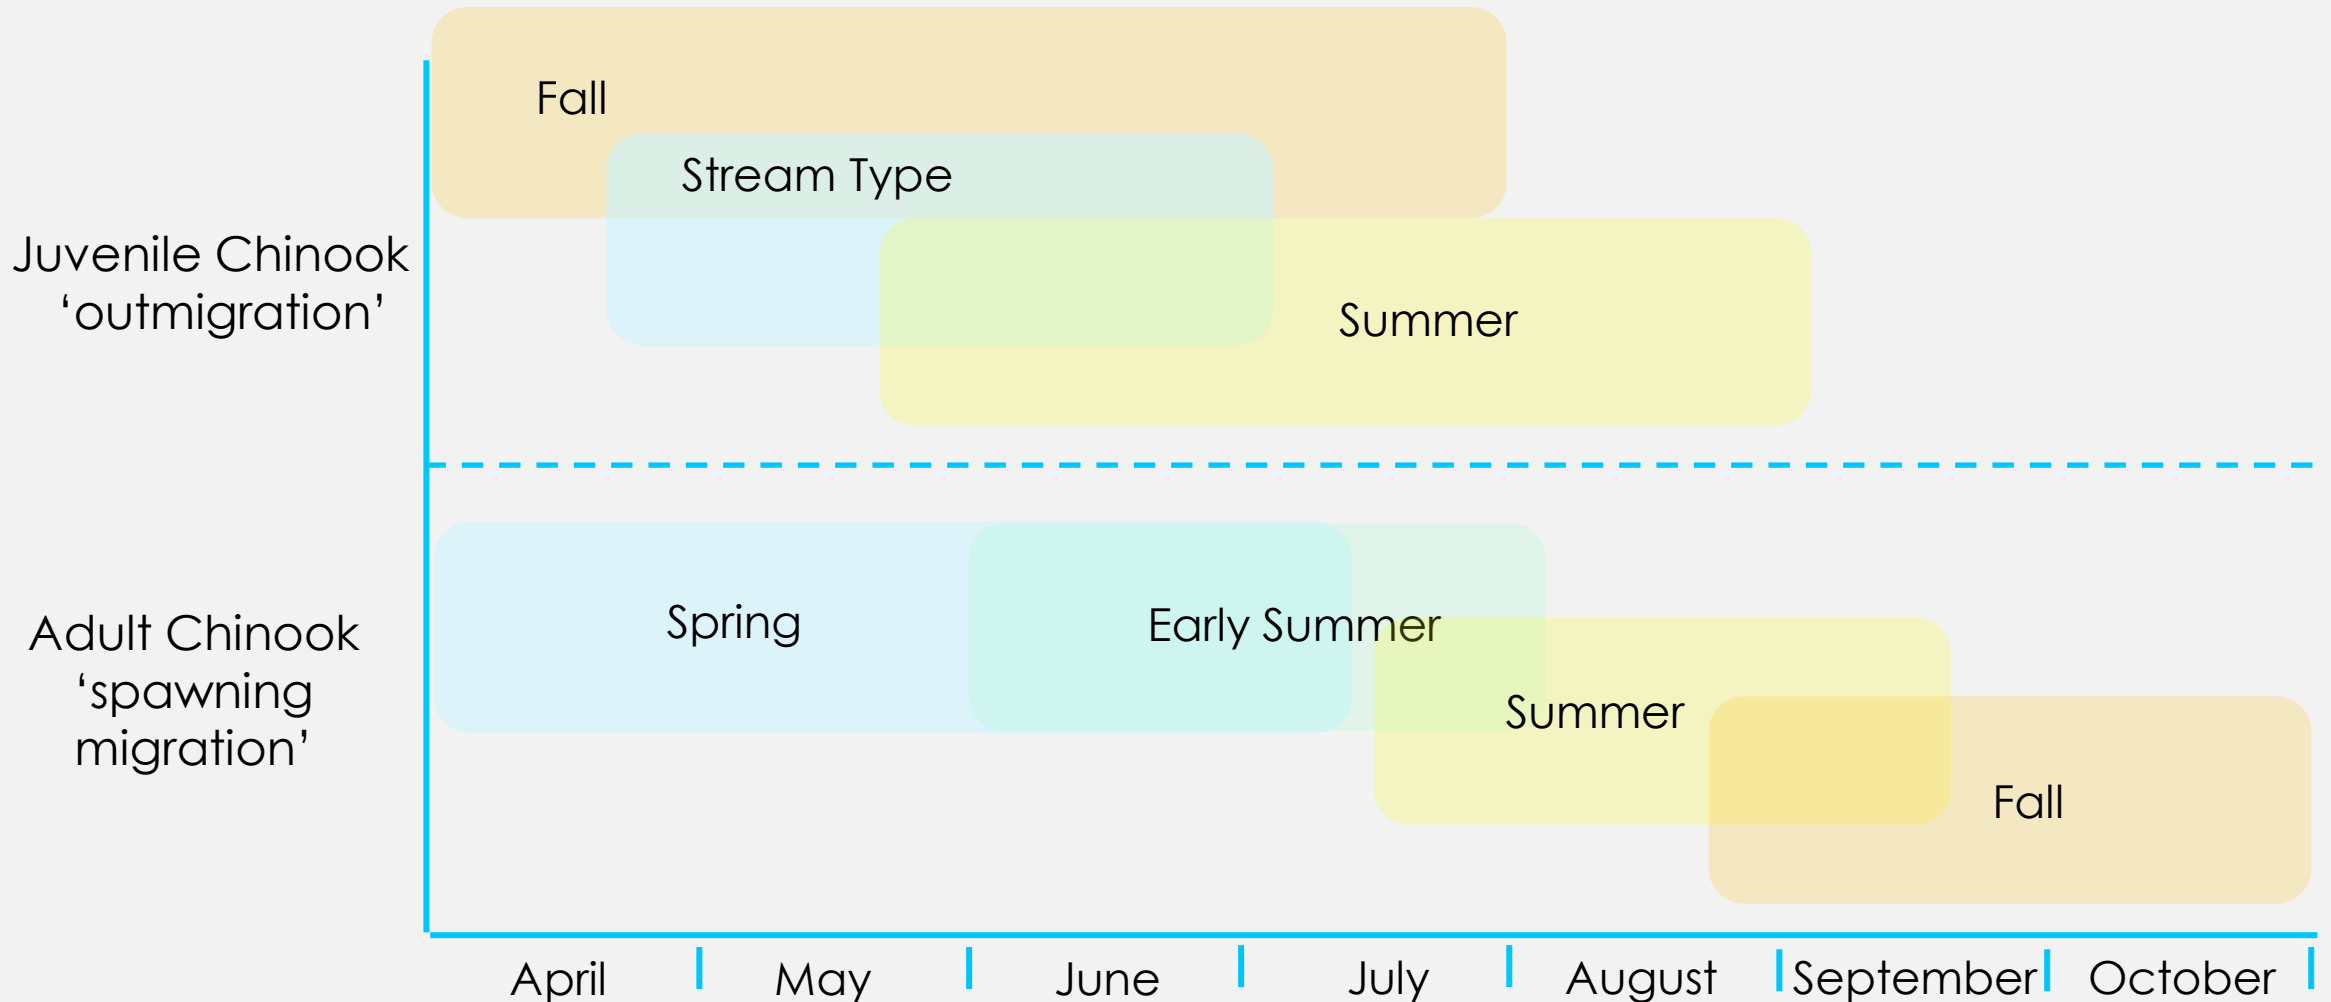 Fall
Stream Type
Juvenile Chinook
‘outmigration’
Summer
Spring
Early Summer
Adult Chinook
‘spawning
migration’
Summer
Fall
April May June July August September October